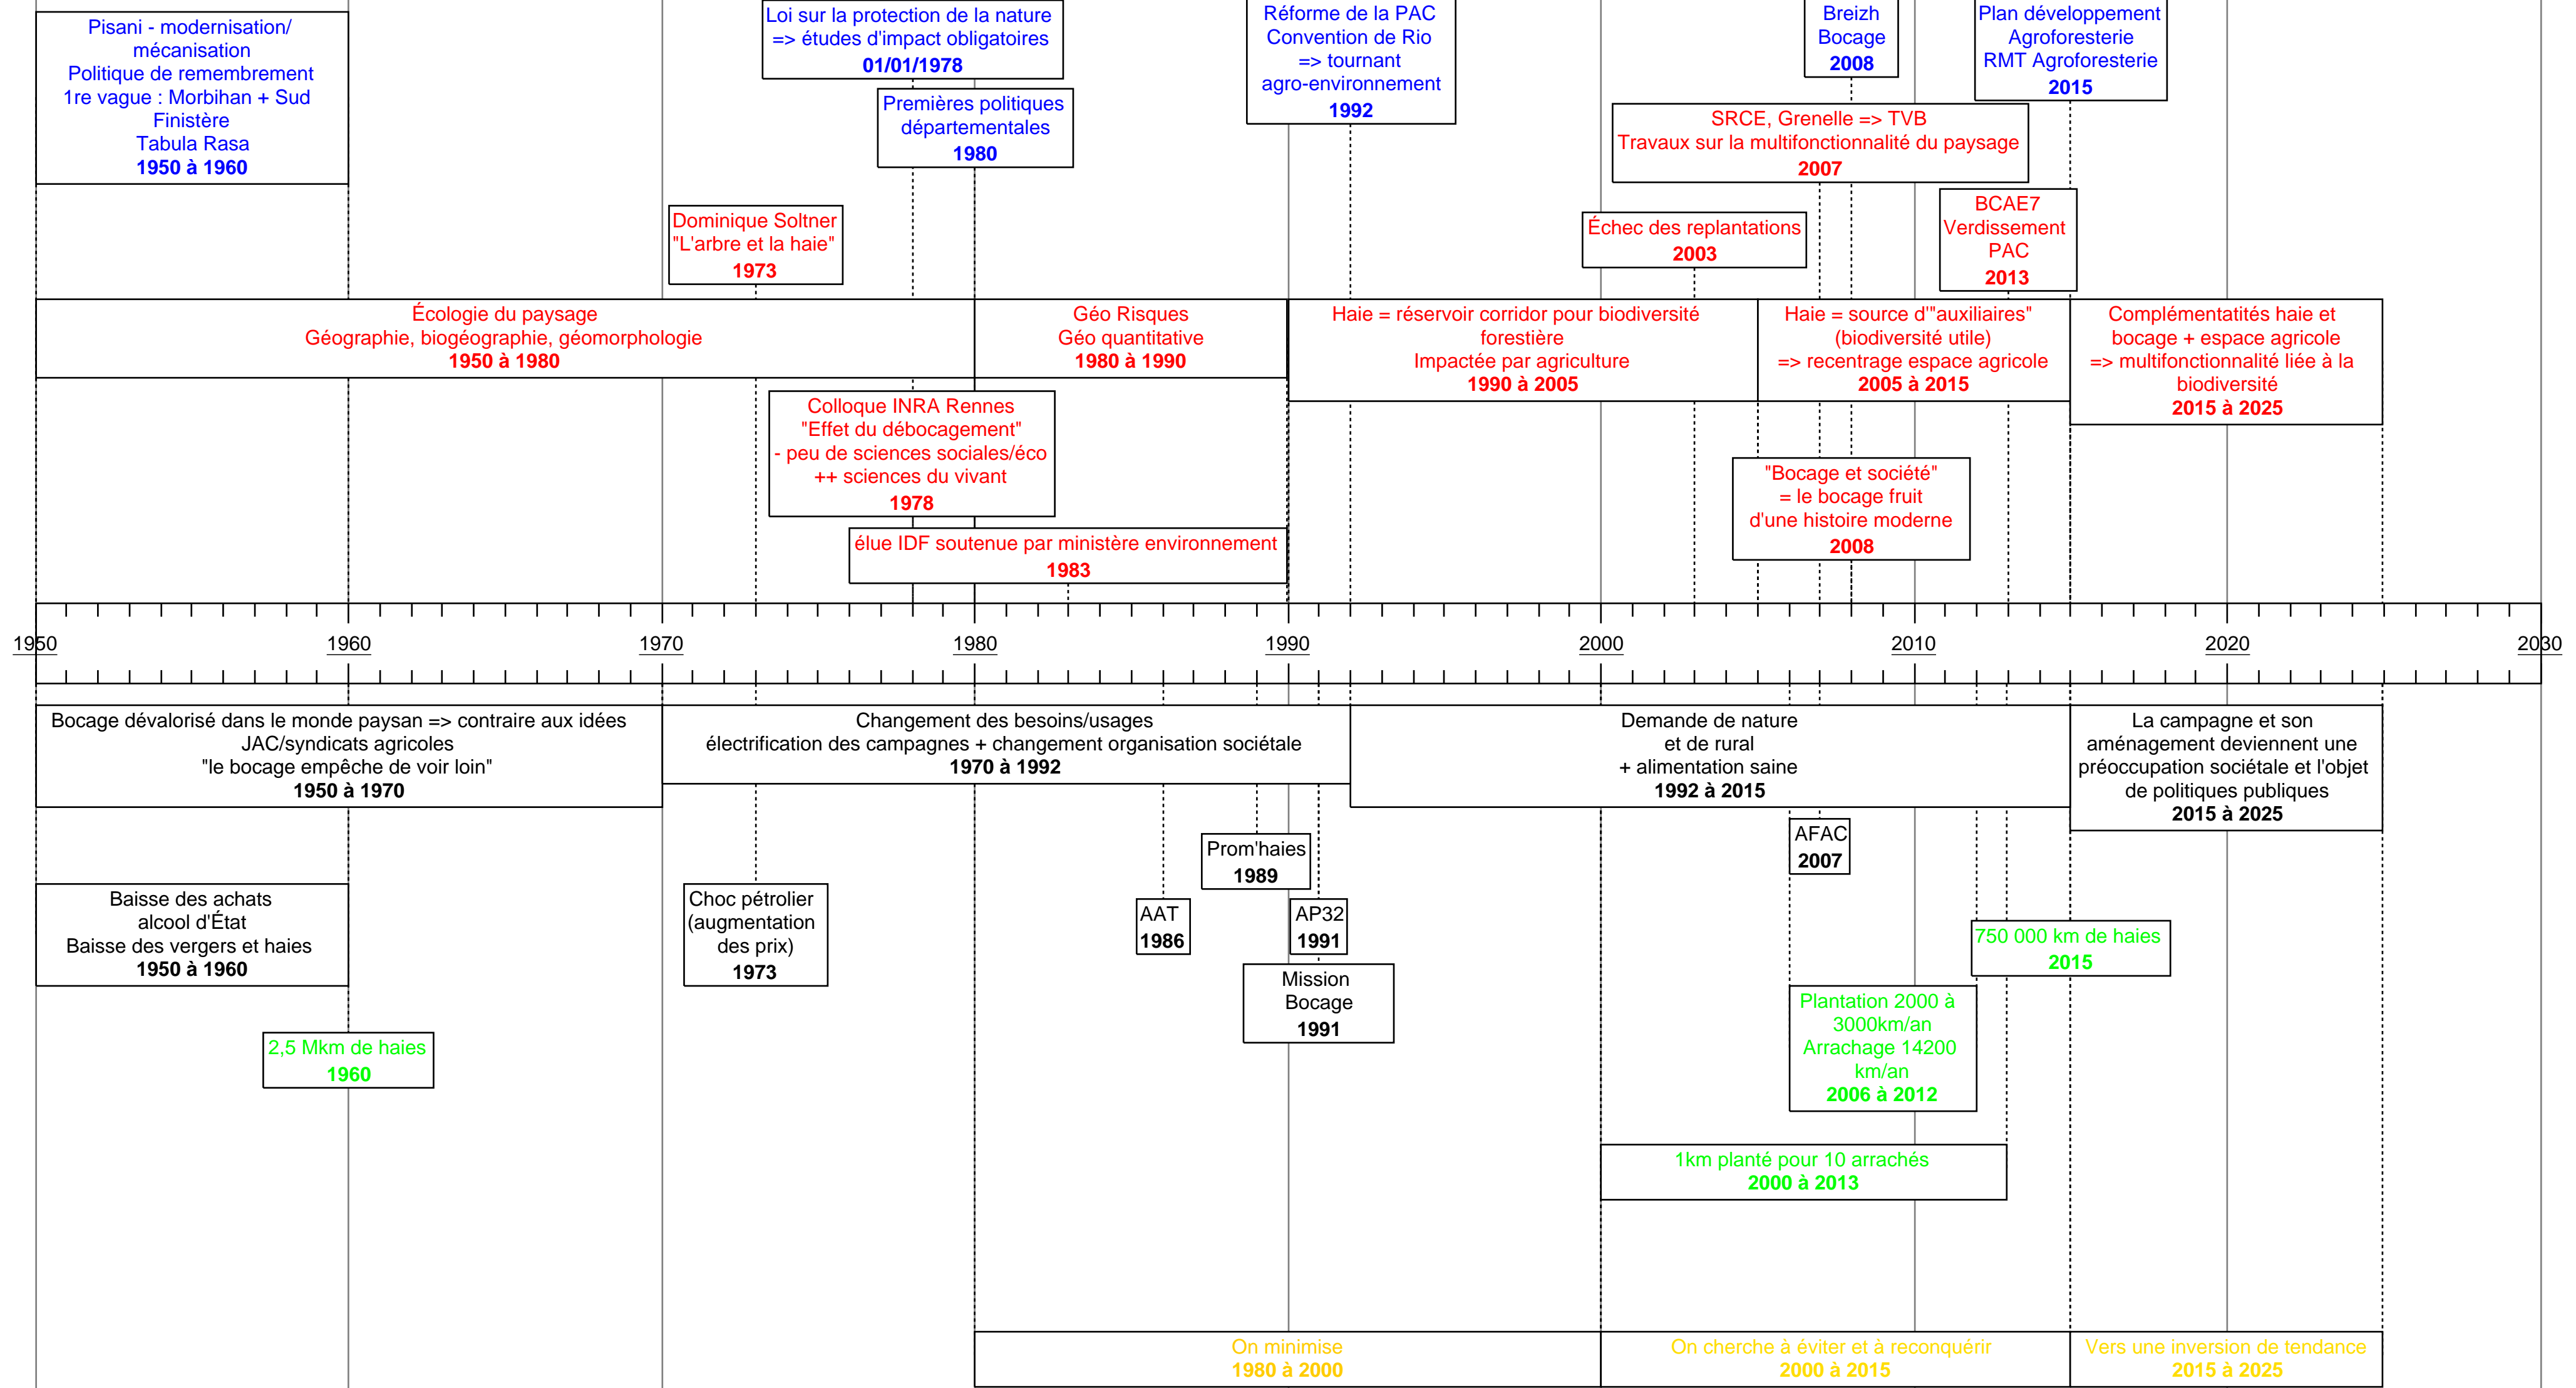 Pisani - modernisation/
mécanisation
Politique de remembrement
1re vague : Morbihan + Sud
Finistère
Tabula Rasa
1950 à 1960
Loi sur la protection de la nature
=> études d'impact obligatoires
01/01/1978
Premières politiques
départementales
1980
Réforme de la PAC
Convention de Rio
=> tournant
agro-environnement
1992
Breizh
Bocage
2008
Plan développement
Agroforesterie
RMT Agroforesterie
2015
SRCE, Grenelle => TVB
Travaux sur la multifonctionnalité du paysage
2007
Dominique Soltner
"L'arbre et la haie"
1973
Échec des replantations
2003
BCAE7
Verdissement
PAC
2013
Écologie du paysage
Géographie, biogéographie, géomorphologie
1950 à 1980
Géo Risques
Géo quantitative
1980 à 1990
Haie = réservoir corridor pour biodiversité
forestière
Impactée par agriculture
1990 à 2005
Haie = source d'"auxiliaires"
(biodiversité utile)
=> recentrage espace agricole
2005 à 2015
Complémentatités haie et
bocage + espace agricole
=> multifonctionnalité liée à la
biodiversité
2015 à 2025
Colloque INRA Rennes
"Effet du débocagement"
- peu de sciences sociales/éco
++ sciences du vivant
1978
"Bocage et société"
= le bocage fruit
d'une histoire moderne
2008
élue IDF soutenue par ministère environnement
1983
1950 1960 1970 1980 1990 2000 2010 2020 2030
Bocage dévalorisé dans le monde paysan => contraire aux idées
JAC/syndicats agricoles
"le bocage empêche de voir loin"
1950 à 1970
Changement des besoins/usages
électrification des campagnes + changement organisation sociétale
1970 à 1992
Demande de nature
et de rural
+ alimentation saine
1992 à 2015
La campagne et son
aménagement deviennent une
préoccupation sociétale et l'objet
de politiques publiques
2015 à 2025
AFAC
2007
Prom'haies
1989
Baisse des achats
alcool d'État
Baisse des vergers et haies
1950 à 1960
Choc pétrolier
(augmentation
des prix)
1973
AAT
1986
AP32
1991
750 000 km de haies
2015
Mission
Bocage
1991
Plantation 2000 à
3000km/an
Arrachage 14200
km/an
2006 à 2012
2,5 Mkm de haies
1960
1km planté pour 10 arrachés
2000 à 2013
On minimise
1980 à 2000
On cherche à éviter et à reconquérir
2000 à 2015
Vers une inversion de tendance
2015 à 2025